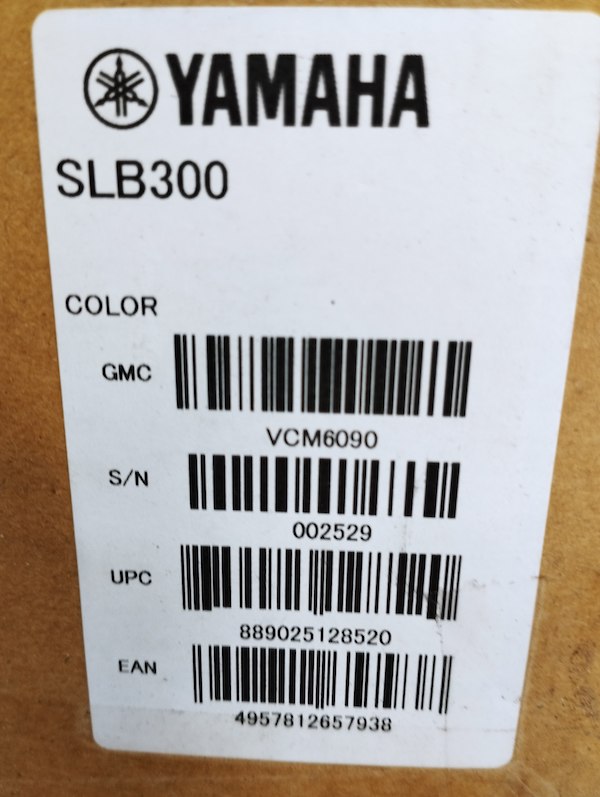 YAMAHA
SLB300
COLOR
GMC
VCM6090
S/N
002529
UPC
889025128520
EAN
4957812657938